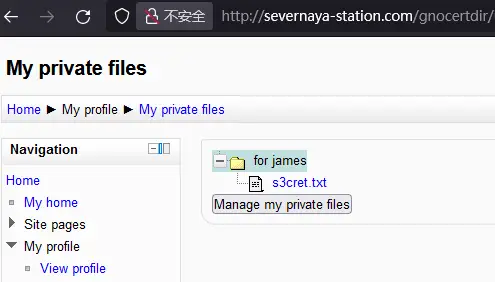 不安全
http://severnaya-station.com/gnocertdir/
My private files
Home ► My profile ► My private files
Navigation
Home
My home
Site pages
My profile
View profile
for james
s3cret.txt
Manage my private files